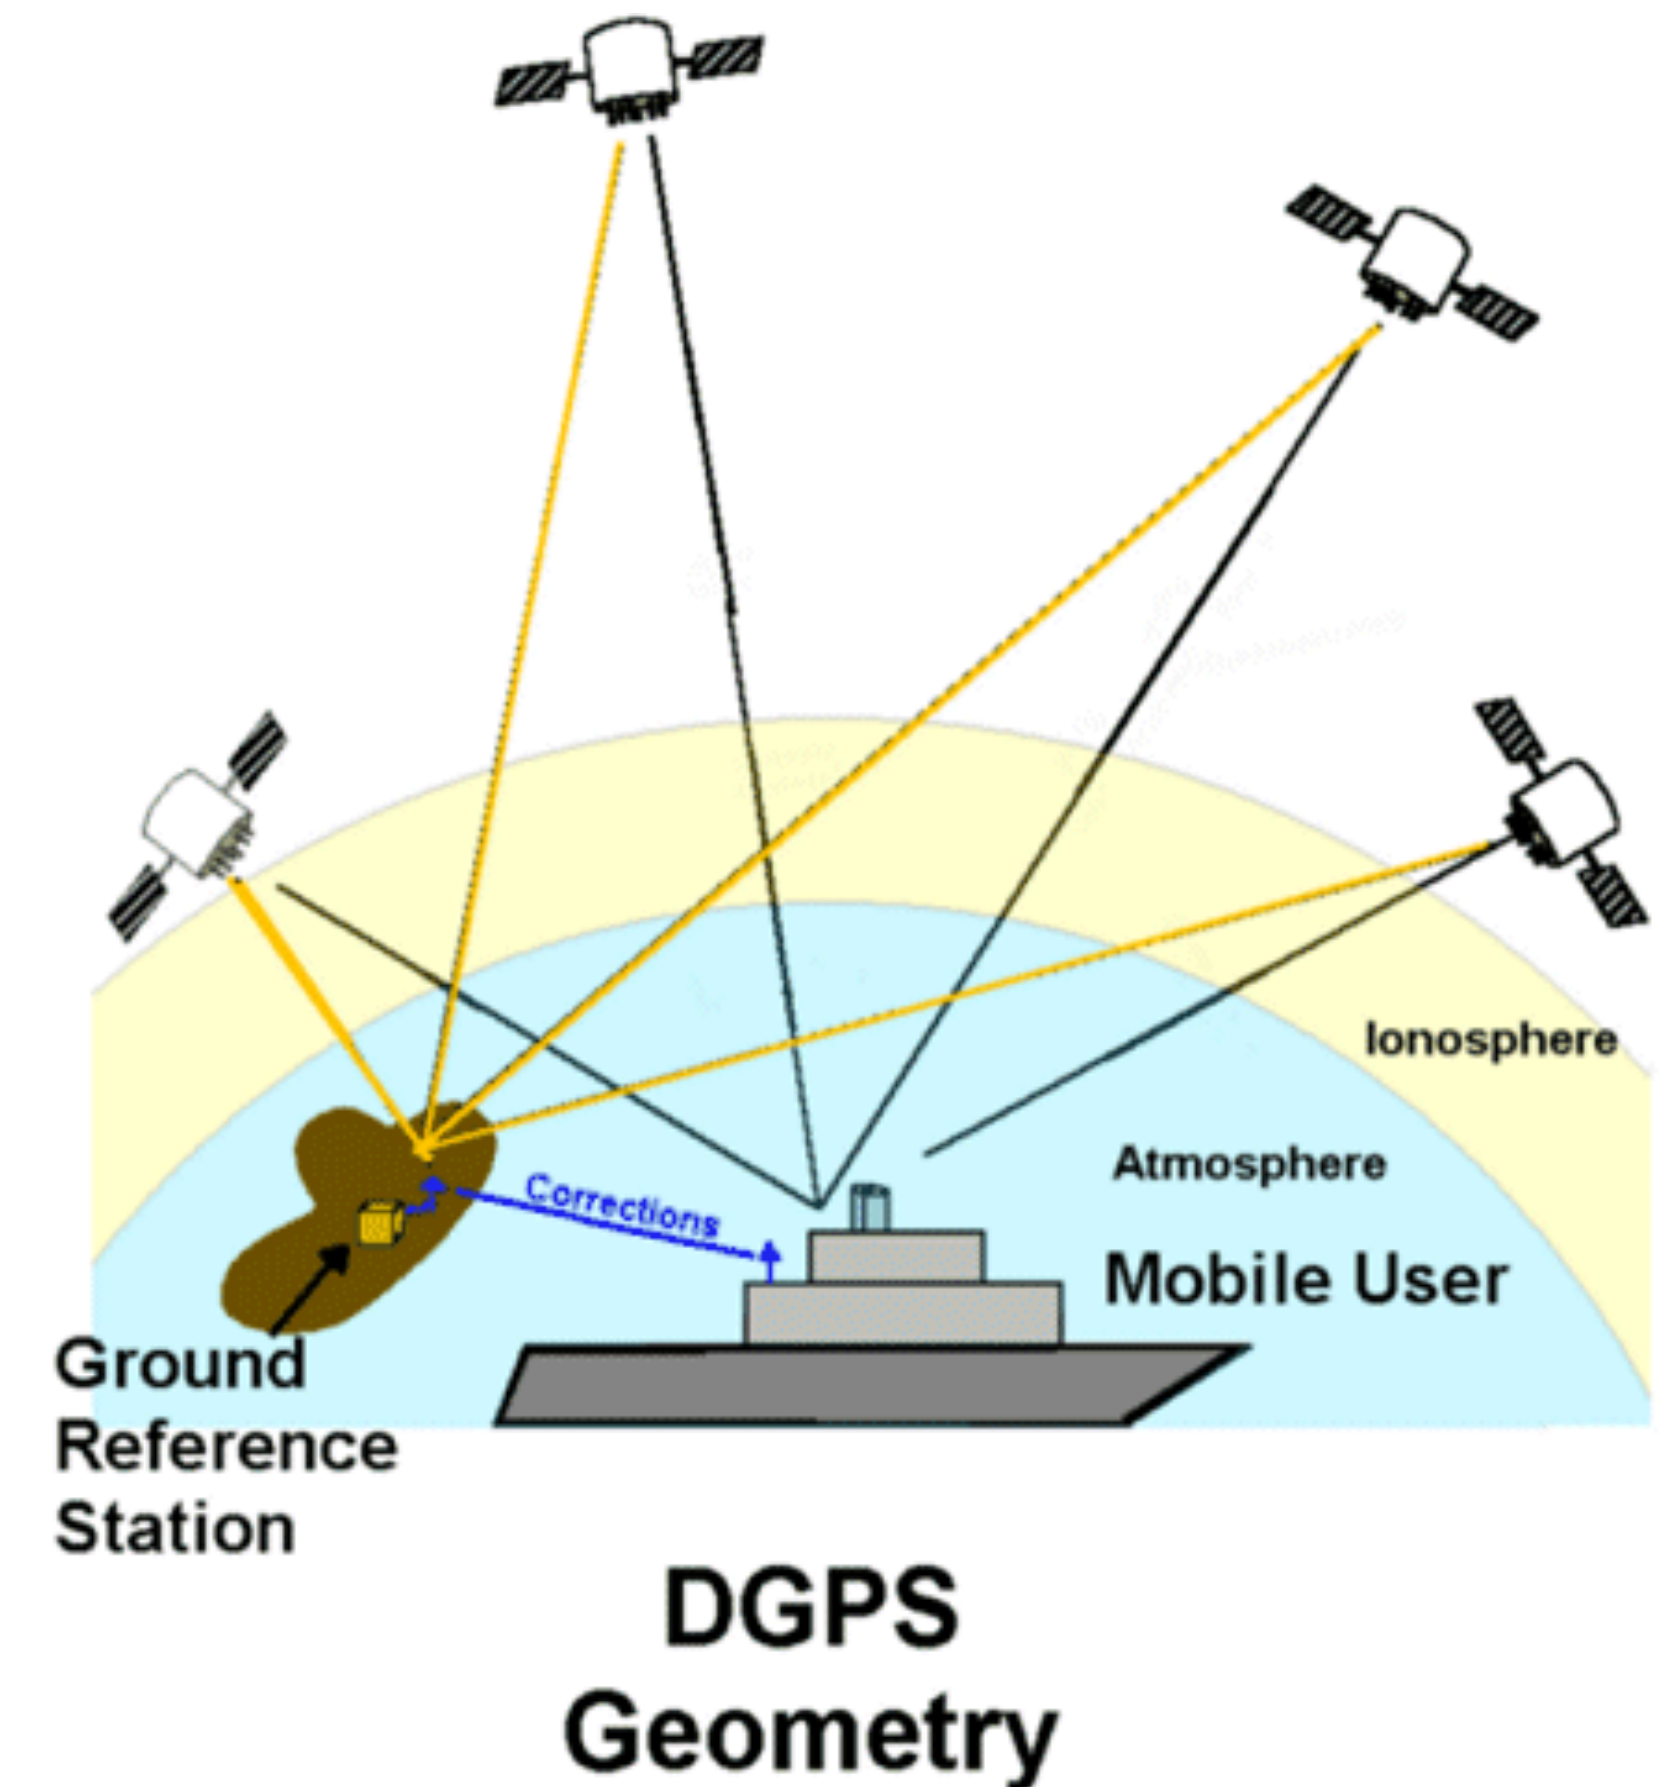 Ionosphere
Atmosphere
Corrections
Mobile User
Ground
Reference
Station
DGPS
Geometry